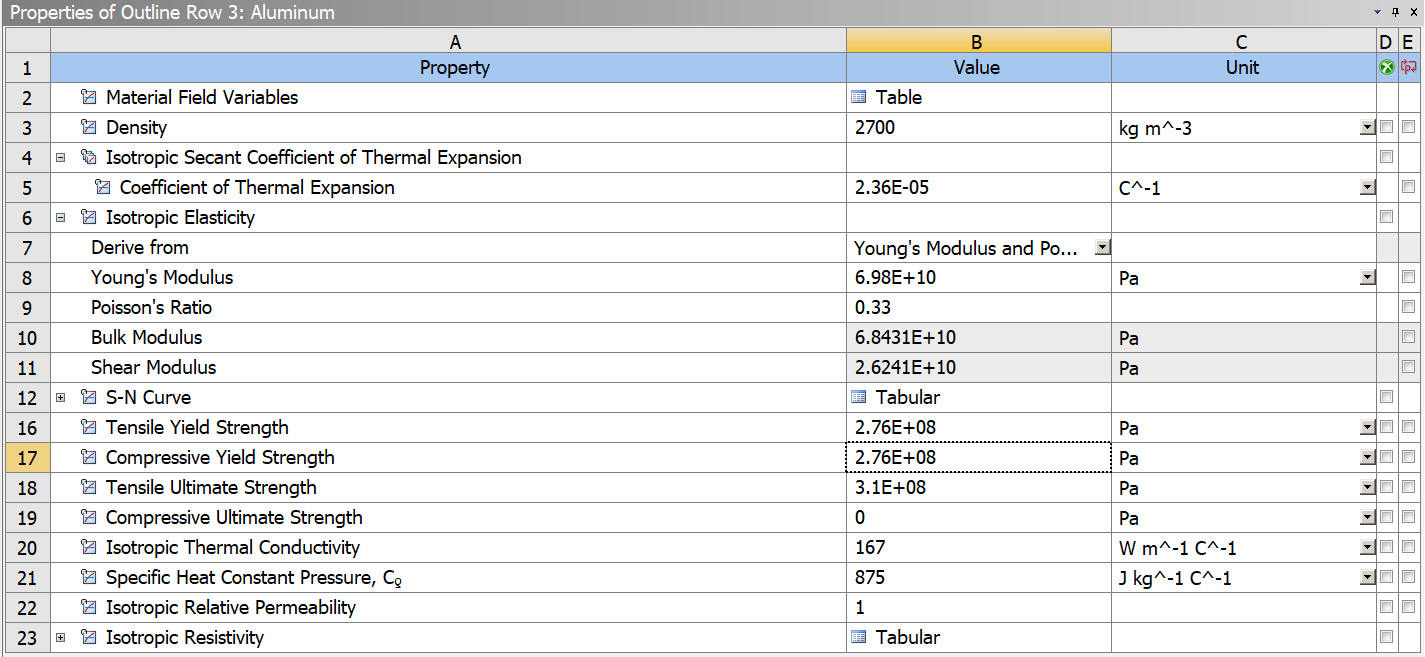 Properties of Outline Row 3: Aluminum
A B C D E
1 Property Value Unit
2 Material Field Variables Table
3 Density 2700 kg m^-3
4 Isotropic Secant Coefficient of Thermal Expansion
5 Coefficient of Thermal Expansion 2.36E-05 C^-1
6 Isotropic Elasticity
7 Derive from Young's Modulus and Po...
8 Young's Modulus 6.98E+10 Pa
9 Poisson's Ratio 0.33
10 Bulk Modulus 6.8431E+10 Pa
11 Shear Modulus 2.6241E+10 Pa
12 S-N Curve Tabular
16 Tensile Yield Strength 2.76E+08 Pa
17 Compressive Yield Strength 2.76E+08 Pa
18 Tensile Ultimate Strength 3.1E+08 Pa
19 Compressive Ultimate Strength 0 Pa
20 Isotropic Thermal Conductivity 167 W m^-1 C^-1
21 Specific Heat Constant Pressure, Cₚ 875 J kg^-1 C^-1
22 Isotropic Relative Permeability 1
23 Isotropic Resistivity Tabular